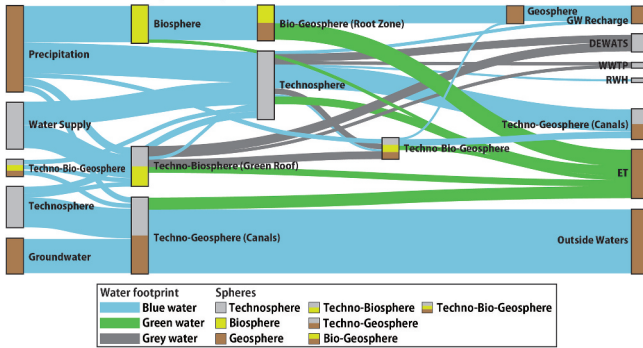 Precipitation
Water Supply
Techno-Bio-Geosphere
Technosphere
Groundwater
Biosphere
Techno-Biosphere (Green Roof)
Techno-Geosphere (Canals)
Bio-Geosphere (Root Zone)
Technosphere
Techno-Bio-Geosphere
Geosphere
GW Recharge
DEWATS
WWTP
RWH
Techno-Geosphere (Canals)
ET
Outside Waters
Water footprint
Blue water
Green water
Grey water
Spheres
Technosphere
Biosphere
Geosphere
Techno-Biosphere
Techno-Geosphere
Bio-Geosphere
Techno-Bio-Geosphere